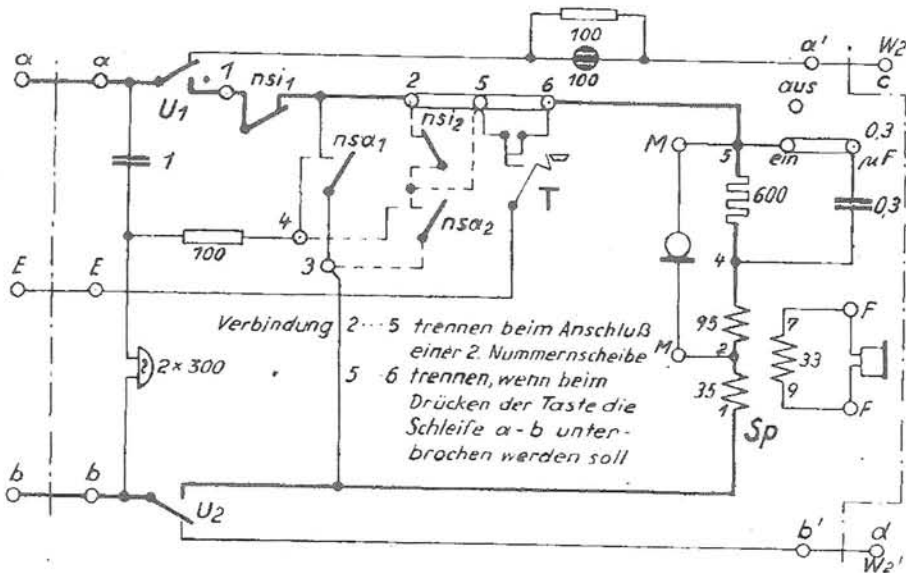 100
100
a
a
a'
W2
c
U1
1
nsi1
2
5
6
aus
nsi2
1
nsa1
M
5
ein
0,3
µF
T
600
0,3
4
nsa2
100
3
4
E
E
Verbindung 2···5 trennen beim Anschluß
einer 2. Nummernscheibe
5 - 6 trennen, wenn beim
Drücken der Taste die
Schleife a-b unter-
brochen werden soll
95
7
F
M
2
33
2×300
35
9
1
F
Sp
b
b
U2
b'
d
W2'